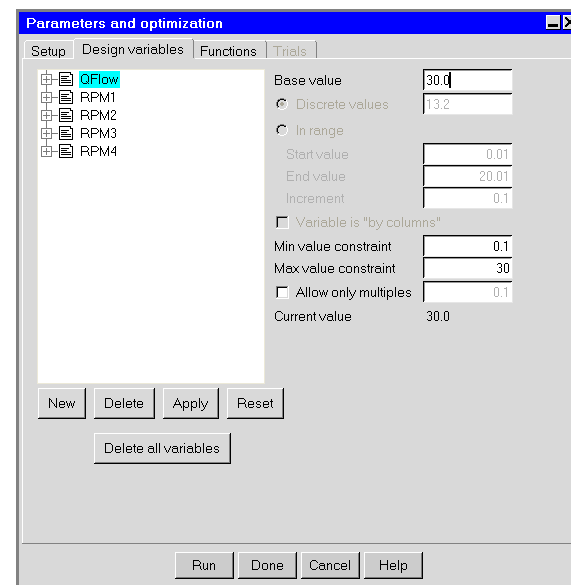 Parameters and optimization
Setup Design variables Functions Trials
QFlow
RPM1
RPM2
RPM3
RPM4
Base value 30.0
Discrete values 13.2
In range
Start value 0.01
End value 20.01
Increment 0.1
Variable is "by columns"
Min value constraint 0.1
Max value constraint 30
Allow only multiples 0.1
Current value 30.0
New Delete Apply Reset
Delete all variables
Run Done Cancel Help